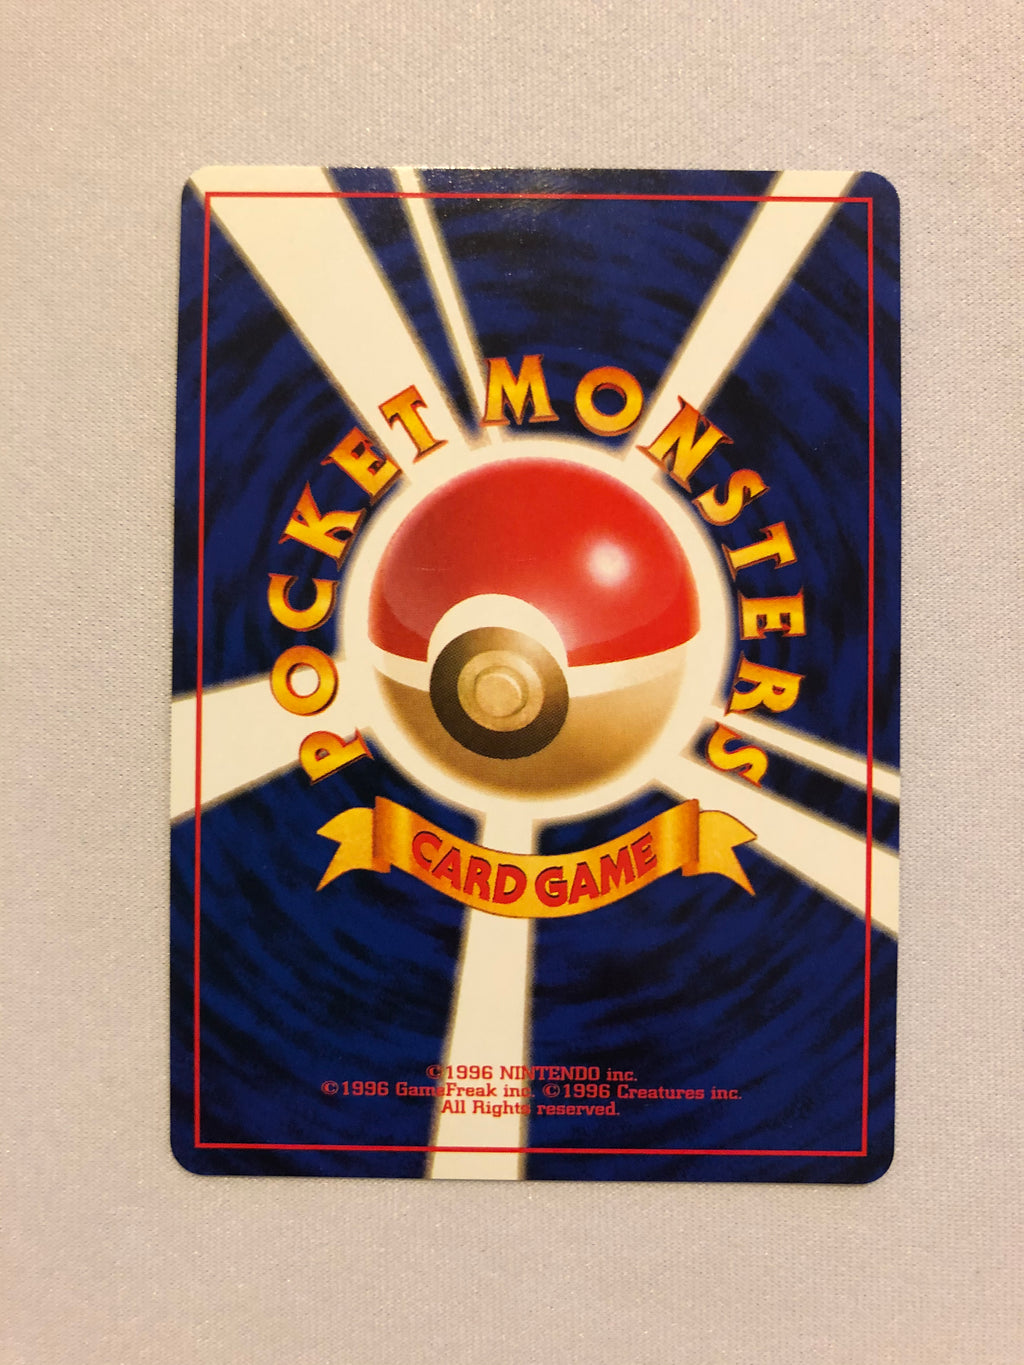 POCKET MONSTERS
CARD GAME
©1996 NINTENDO inc.
©1996 GameFreak inc. ©1996 Creatures inc.
All Rights reserved.